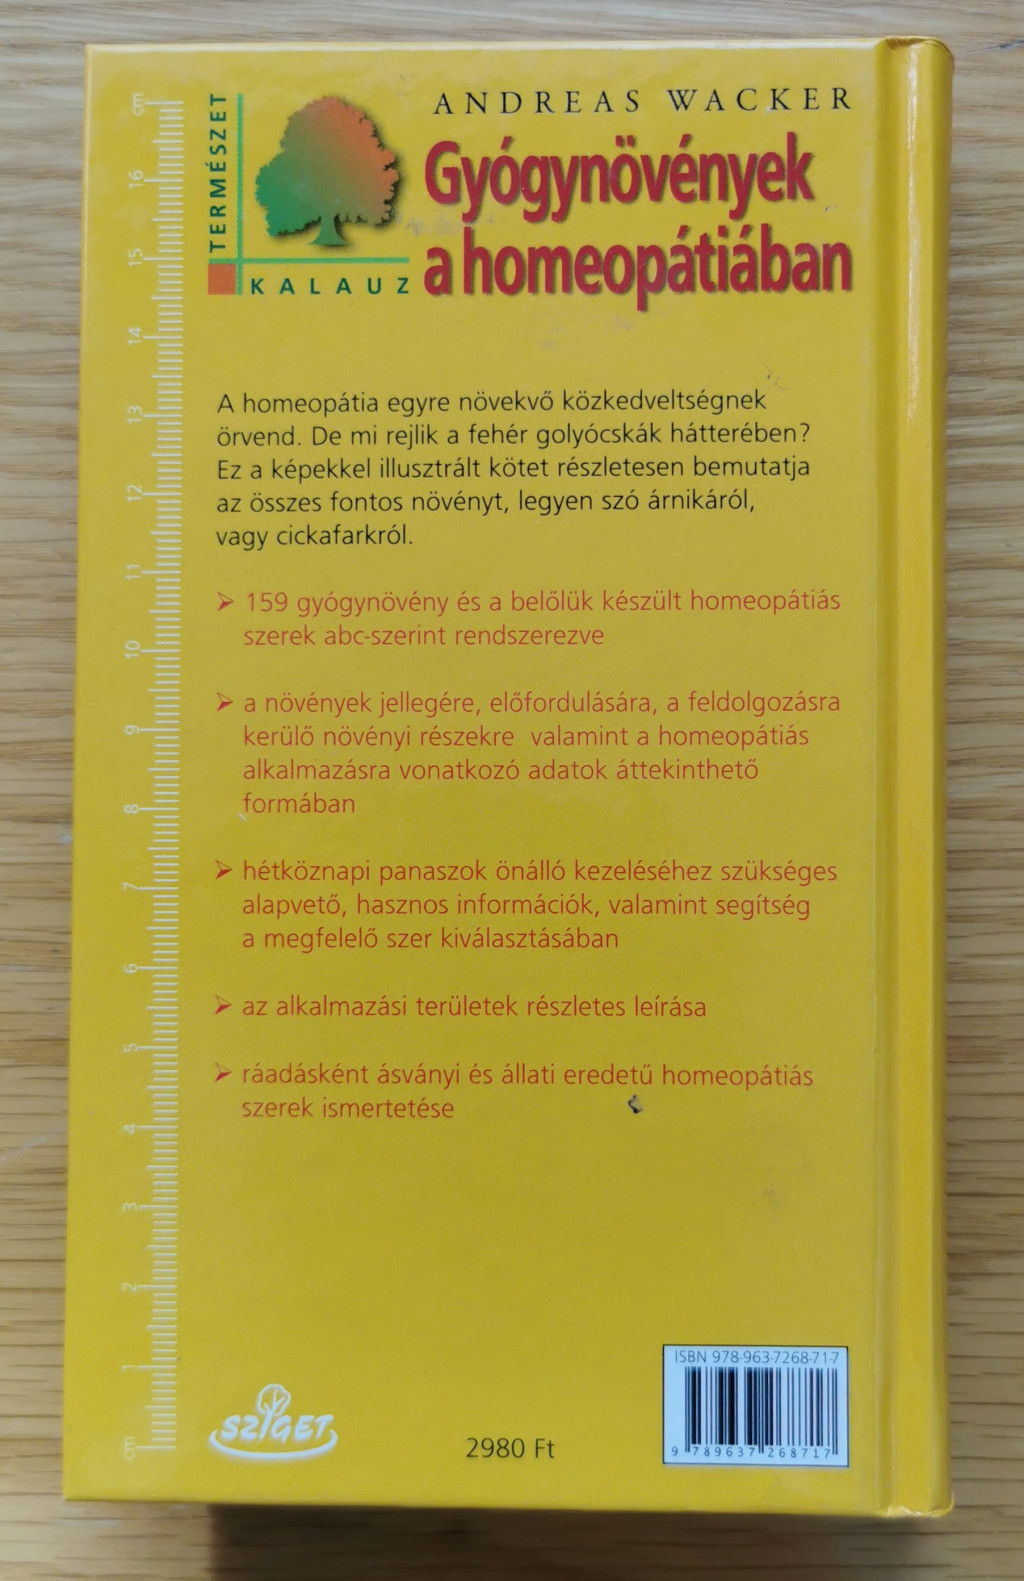 ANDREAS WACKER
TERMÉSZET
KALAUZ
Gyógynövények
a homeopátiában
A homeopátia egyre növekvő közkedveltségnek
örvend. De mi rejlik a fehér golyócskák hátterében?
Ez a képekkel illusztrált kötet részletesen bemutatja
az összes fontos növényt, legyen szó árnikáról,
vagy cickafarkról.
➢ 159 gyógynövény és a belőlük készült homeopátiás
szerek abc-szerint rendszerezve
➢ a növények jellegére, előfordulására, a feldolgozásra
kerülő növényi részekre valamint a homeopátiás
alkalmazásra vonatkozó adatok áttekinthető
formában
➢ hétköznapi panaszok önálló kezeléséhez szükséges
alapvető, hasznos információk, valamint segítség
a megfelelő szer kiválasztásában
➢ az alkalmazási területek részletes leírása
➢ ráadásként ásványi és állati eredetű homeopátiás
szerek ismertetése
cm
16
15
14
13
12
11
10
9
8
7
6
5
4
3
2
1
cm
SZIGET
2980 Ft
ISBN 978-963-7268-71-7
9 789637 268717